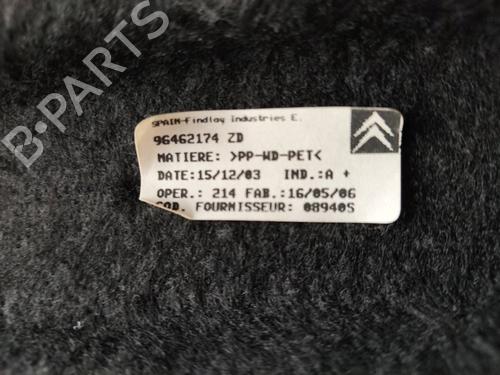 B-PARTS
SPAIN-Findlay Industries E.
96462174 ZD
MATIERE: >PP-WD-PET<
DATE:15/12/03 IND.:A +
OPER.: 214 FAB.:16/05/06
COD. FOURNISSEUR: 08940S